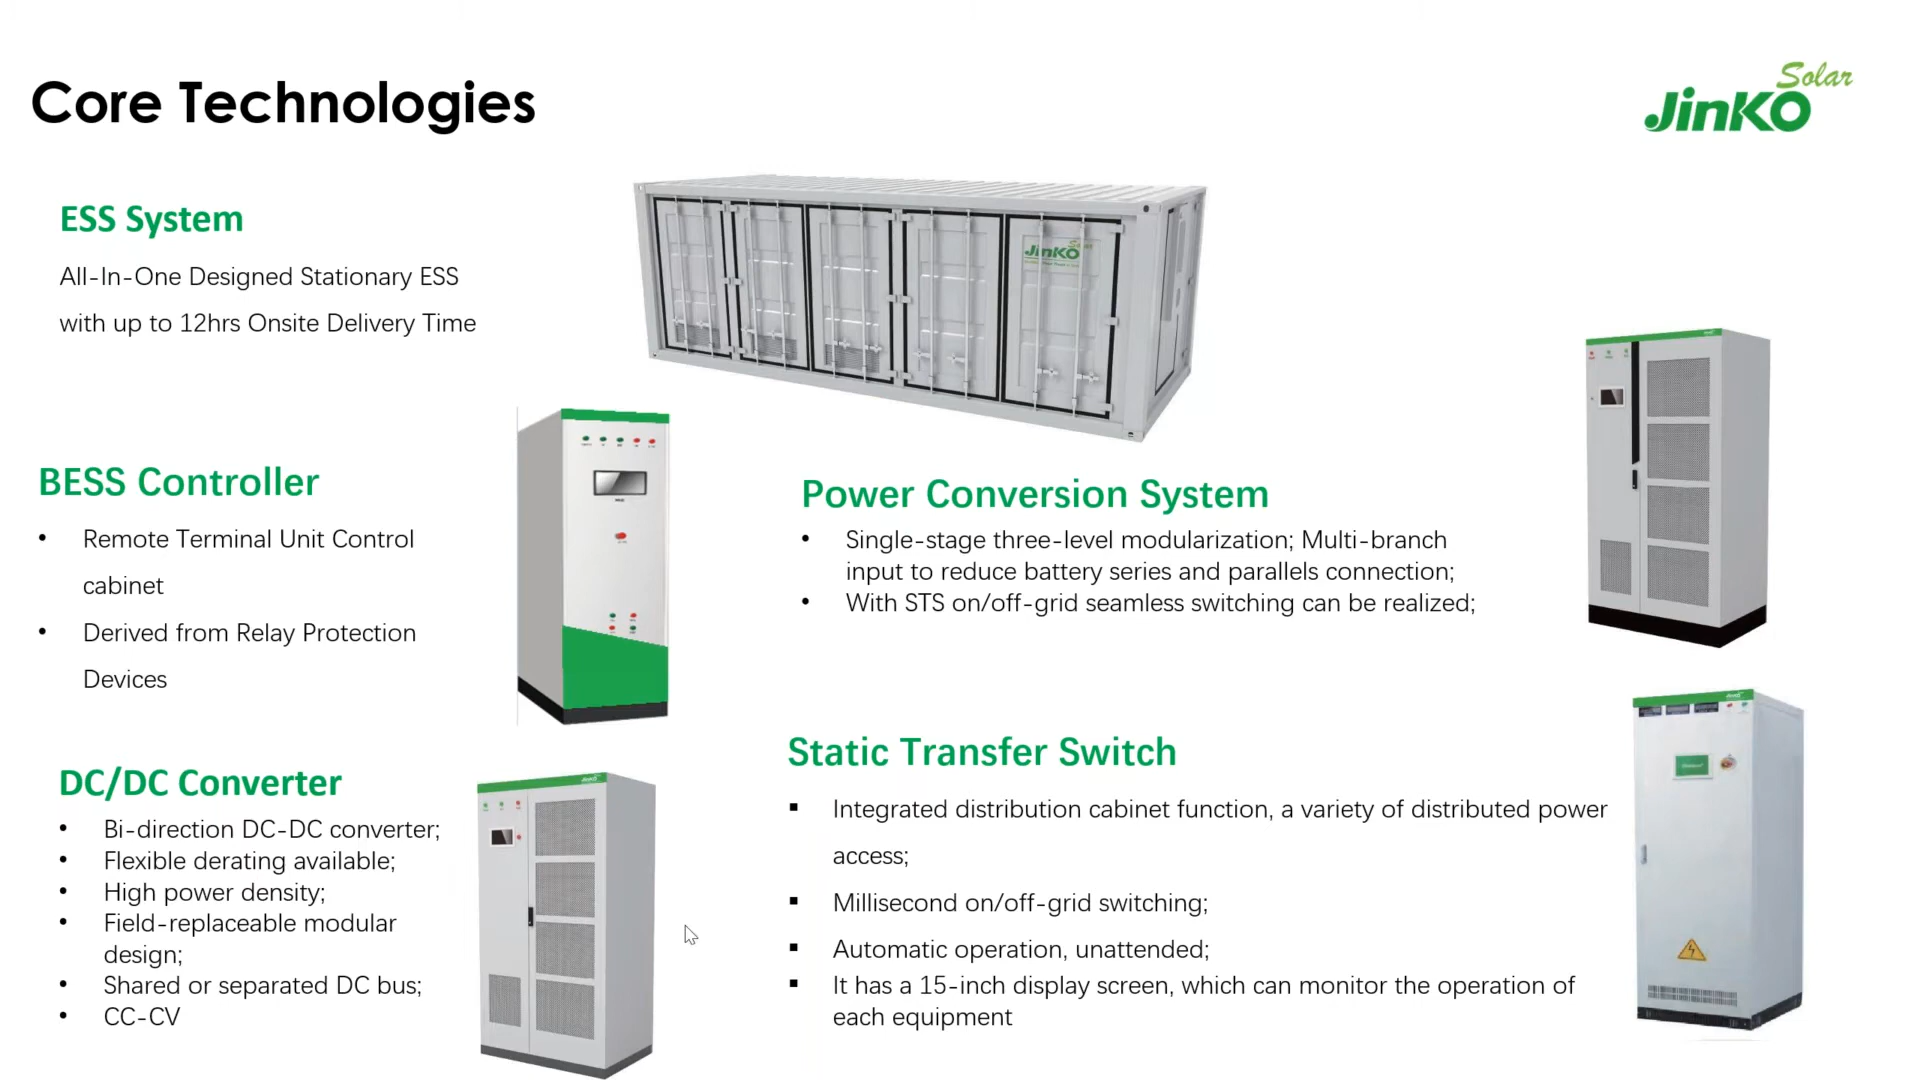 Core Technologies
Solar
JinKO
ESS System
All-In-One Designed Stationary ESS
with up to 12hrs Onsite Delivery Time
Solar
JinKO
BESS Controller
• Remote Terminal Unit Control
cabinet
• Derived from Relay Protection
Devices
Power Conversion System
• Single-stage three-level modularization; Multi-branch
input to reduce battery series and parallels connection;
• With STS on/off-grid seamless switching can be realized;
DC/DC Converter
• Bi-direction DC-DC converter;
• Flexible derating available;
• High power density;
• Field-replaceable modular
design;
• Shared or separated DC bus;
• CC-CV
JinKO
Static Transfer Switch
▪ Integrated distribution cabinet function, a variety of distributed power
access;
▪ Millisecond on/off-grid switching;
▪ Automatic operation, unattended;
▪ It has a 15-inch display screen, which can monitor the operation of
each equipment
JinKO